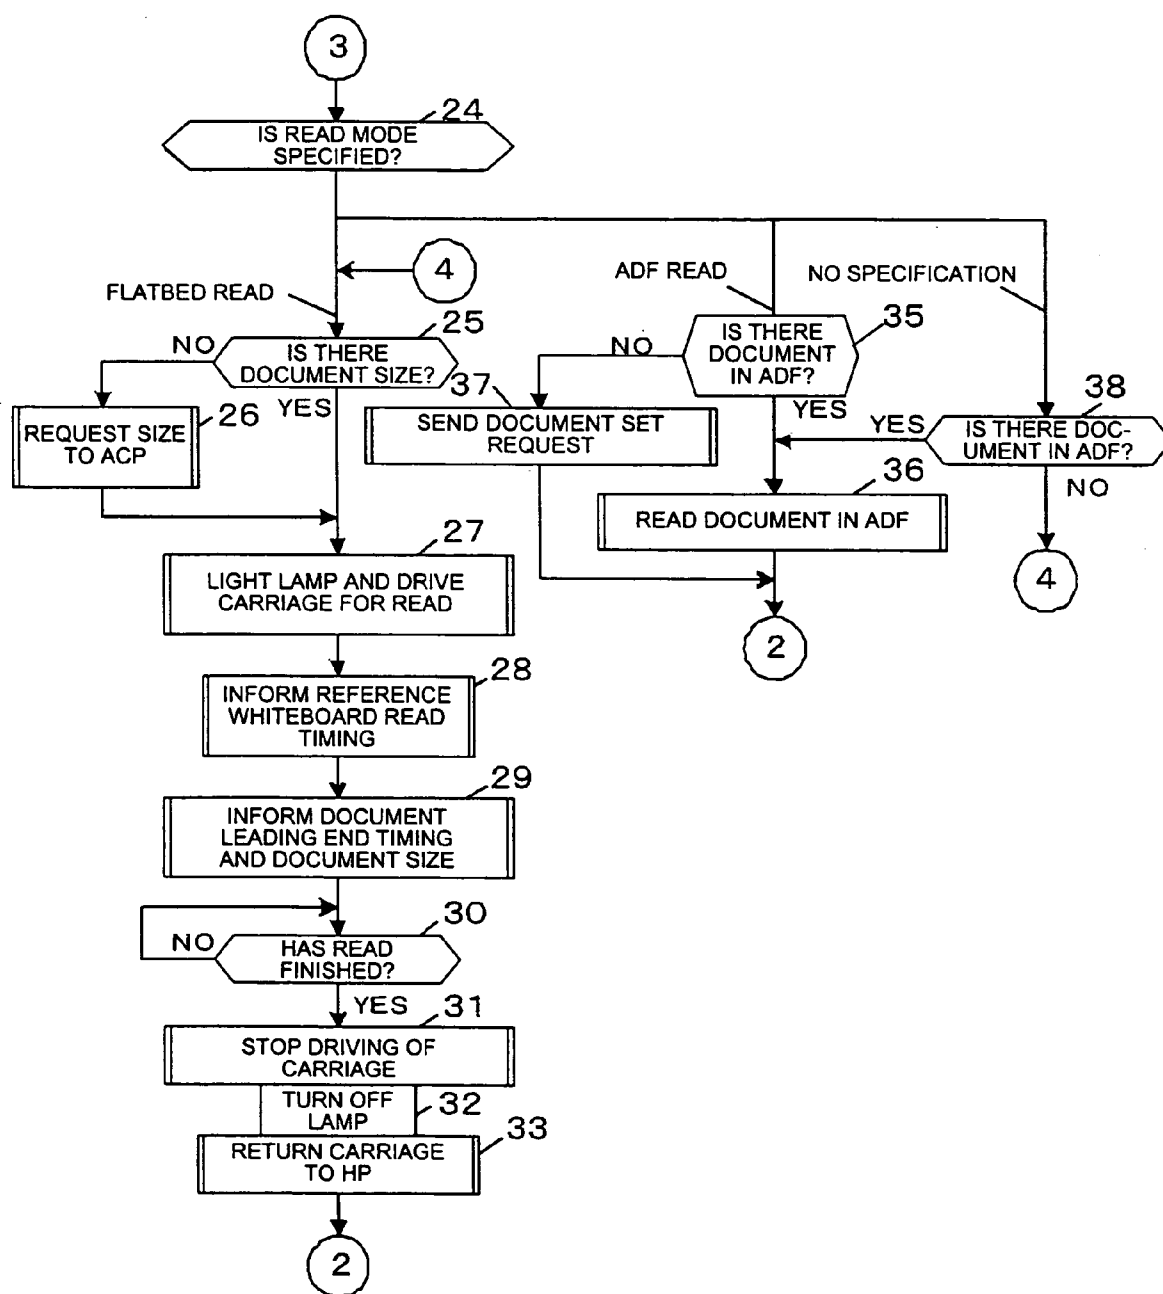 3
24
IS READ MODE
SPECIFIED?
4
ADF READ
NO SPECIFICATION
FLATBED READ
25
NO
IS THERE
DOCUMENT SIZE?
YES
35
IS THERE
DOCUMENT
IN ADF?
NO
YES
37
SEND DOCUMENT SET
REQUEST
38
YES
IS THERE DOC-
UMENT IN ADF?
NO
26
REQUEST SIZE
TO ACP
36
READ DOCUMENT IN ADF
4
2
27
LIGHT LAMP AND DRIVE
CARRIAGE FOR READ
28
INFORM REFERENCE
WHITEBOARD READ
TIMING
29
INFORM DOCUMENT
LEADING END TIMING
AND DOCUMENT SIZE
30
NO
HAS READ
FINISHED?
YES
31
STOP DRIVING OF
CARRIAGE
TURN OFF
LAMP
32
33
RETURN CARRIAGE
TO HP
2